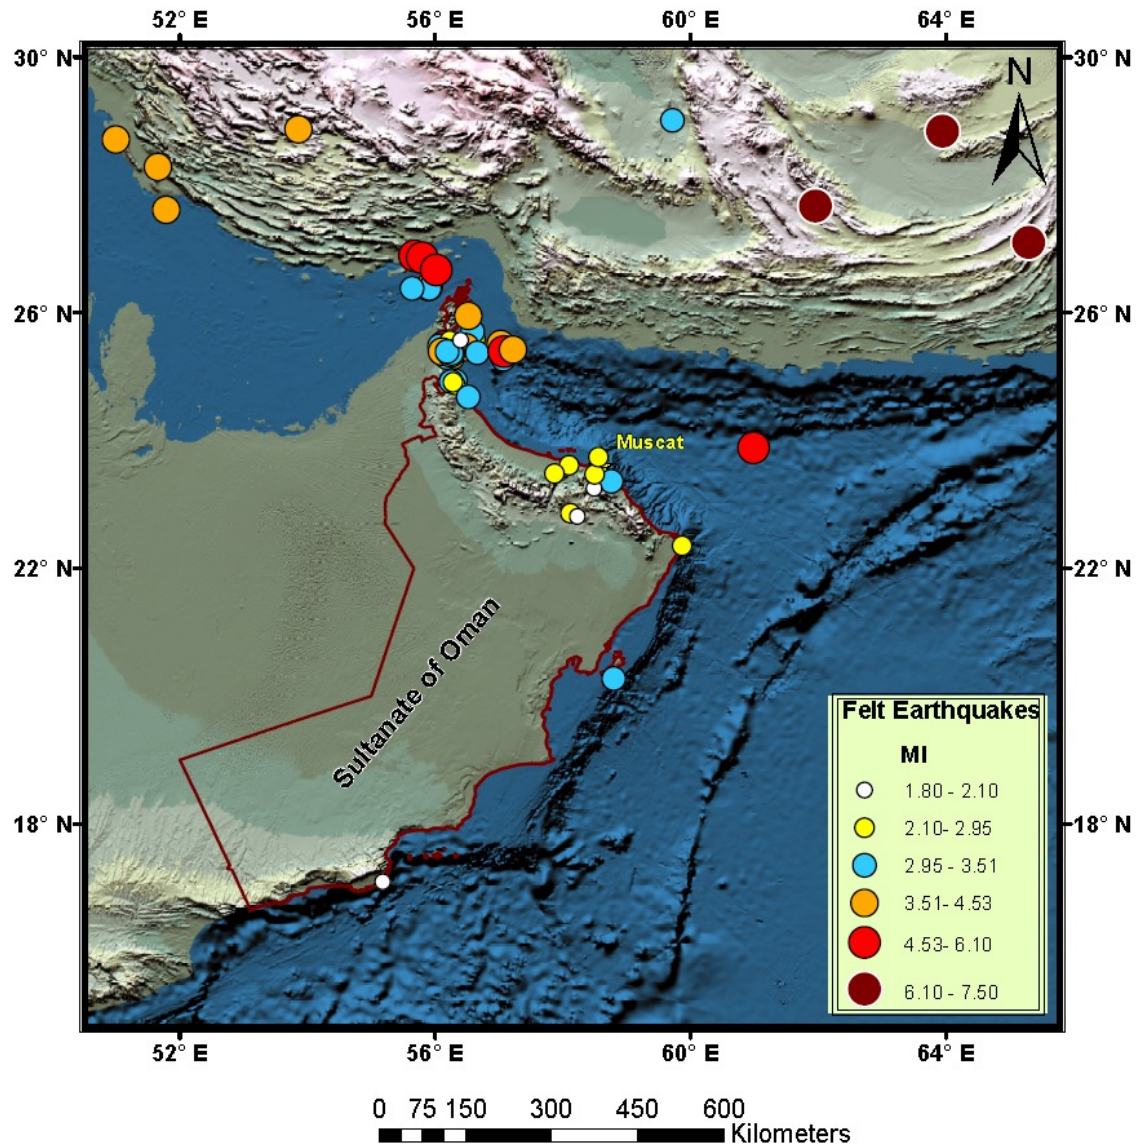 52° E 56° E 60° E 64° E
30° N 30° N
N
26° N 26° N
Muscat
22° N 22° N
Sultanate of Oman
Felt Earthquakes
Ml
1.80 - 2.10
2.10- 2.95
2.95 - 3.51
3.51- 4.53
4.53- 6.10
6.10 - 7.50
18° N 18° N
52° E 56° E 60° E 64° E
0 75 150 300 450 600
Kilometers